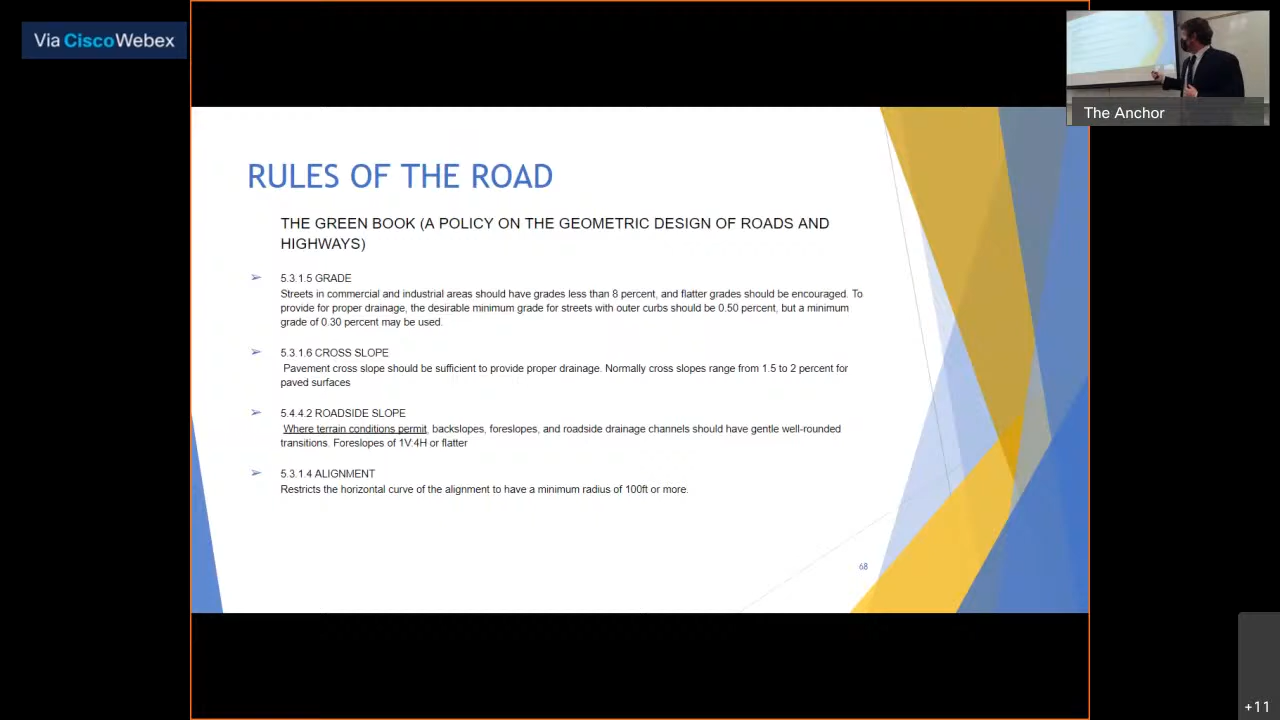 Via Cisco Webex
The Anchor
RULES OF THE ROAD
THE GREEN BOOK (A POLICY ON THE GEOMETRIC DESIGN OF ROADS AND
HIGHWAYS)
➢ 5.3.1.5 GRADE
Streets in commercial and industrial areas should have grades less than 8 percent, and flatter grades should be encouraged. To
provide for proper drainage, the desirable minimum grade for streets with outer curbs should be 0.50 percent, but a minimum
grade of 0.30 percent may be used.
➢ 5.3.1.6 CROSS SLOPE
Pavement cross slope should be sufficient to provide proper drainage. Normally cross slopes range from 1.5 to 2 percent for
paved surfaces
➢ 5.4.4.2 ROADSIDE SLOPE
Where terrain conditions permit, backslopes, foreslopes, and roadside drainage channels should have gentle well-rounded
transitions. Foreslopes of 1V:4H or flatter
➢ 5.3.1.4 ALIGNMENT
Restricts the horizontal curve of the alignment to have a minimum radius of 100ft or more.
68
+11